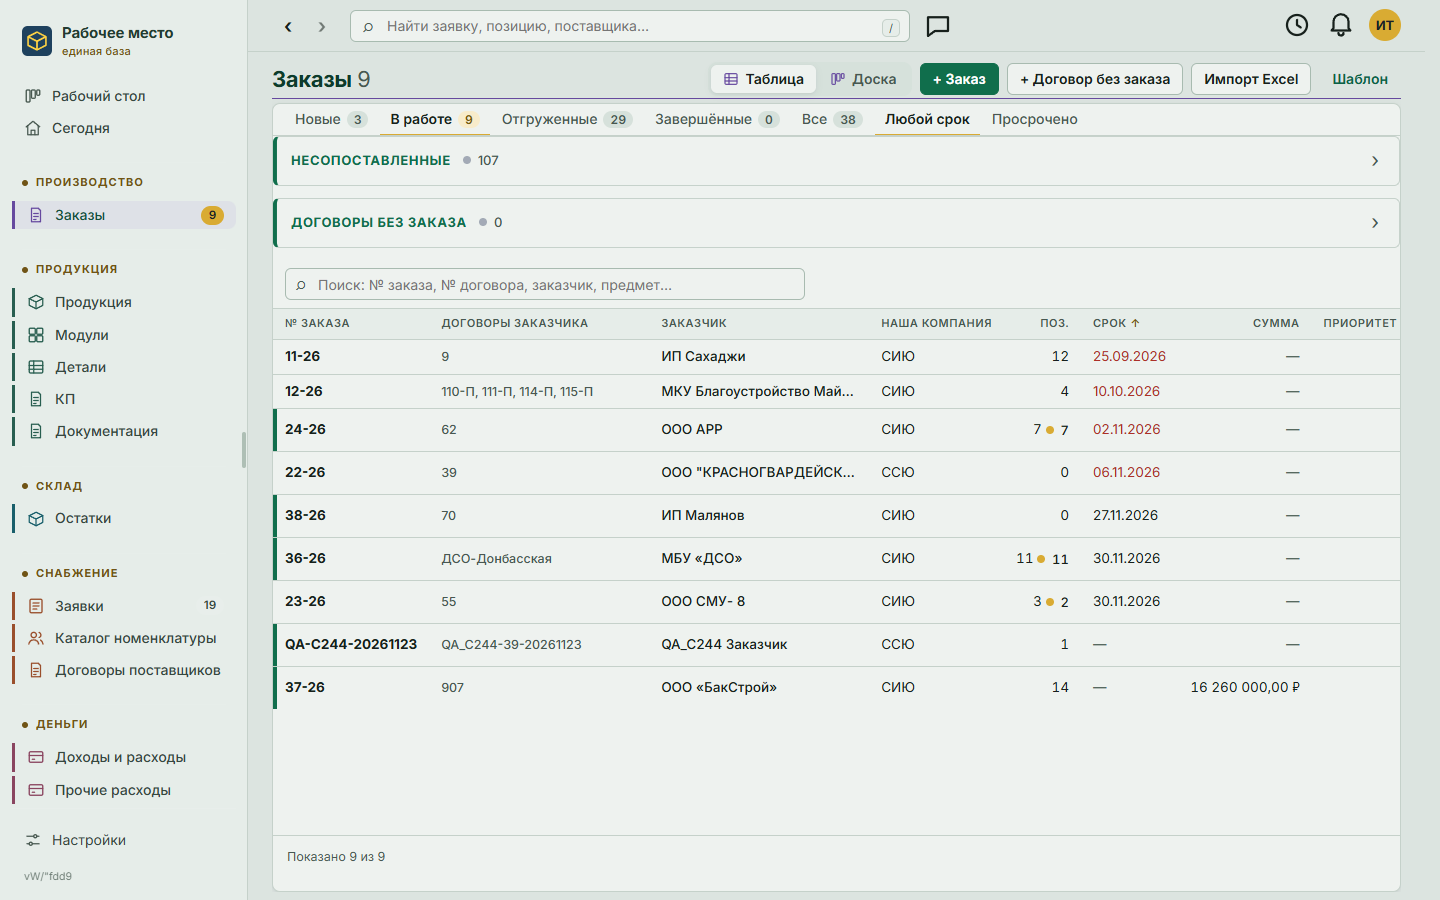 Рабочее место
единая база
Рабочий стол
Сегодня
ПРОИЗВОДСТВО
Заказы 9
ПРОДУКЦИЯ
Продукция
Модули
Детали
КП
Документация
СКЛАД
Остатки
СНАБЖЕНИЕ
Заявки 19
Каталог номенклатуры
Договоры поставщиков
ДЕНЬГИ
Доходы и расходы
Прочие расходы
Настройки
vW/"fdd9
‹ › Найти заявку, позицию, поставщика... / ИТ
Заказы 9 Таблица Доска + Заказ + Договор без заказа Импорт Excel Шаблон
Новые 3 В работе 9 Отгруженные 29 Завершённые 0 Все 38 Любой срок Просрочено
НЕСОПОСТАВЛЕННЫЕ 107 ›
ДОГОВОРЫ БЕЗ ЗАКАЗА 0 ›
Поиск: № заказа, № договора, заказчик, предмет...
№ ЗАКАЗА ДОГОВОРЫ ЗАКАЗЧИКА ЗАКАЗЧИК НАША КОМПАНИЯ ПОЗ. СРОК ↑ СУММА ПРИОРИТЕТ
11-26 9 ИП Сахаджи СИЮ 12 25.09.2026 —
12-26 110-П, 111-П, 114-П, 115-П МКУ Благоустройство Май... СИЮ 4 10.10.2026 —
24-26 62 ООО АРР СИЮ 7 7 02.11.2026 —
22-26 39 ООО "КРАСНОГВАРДЕЙСК... ССЮ 0 06.11.2026 —
38-26 70 ИП Малянов СИЮ 0 27.11.2026 —
36-26 ДСО-Донбасская МБУ «ДСО» СИЮ 11 11 30.11.2026 —
23-26 55 ООО СМУ- 8 СИЮ 3 2 30.11.2026 —
QA-C244-20261123 QA_C244-39-20261123 QA_C244 Заказчик ССЮ 1 — —
37-26 907 ООО «БакСтрой» СИЮ 14 — 16 260 000,00 ₽
Показано 9 из 9